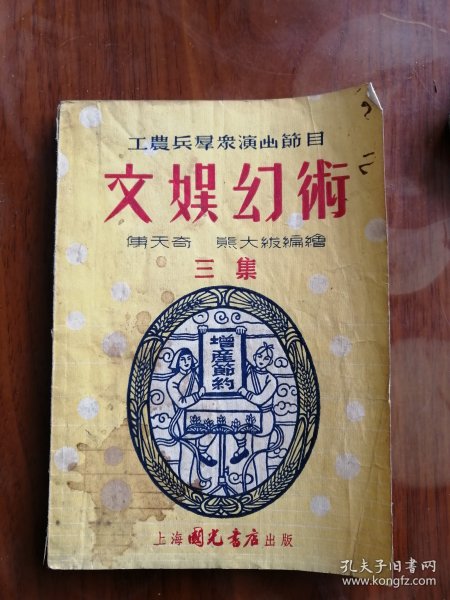 工農兵羣衆演出節目
文娱幻術
傅天奇 熊大紱編繪
三集
增產節約
上海國光書店出版
孔夫子旧书网
www.kongfz.com